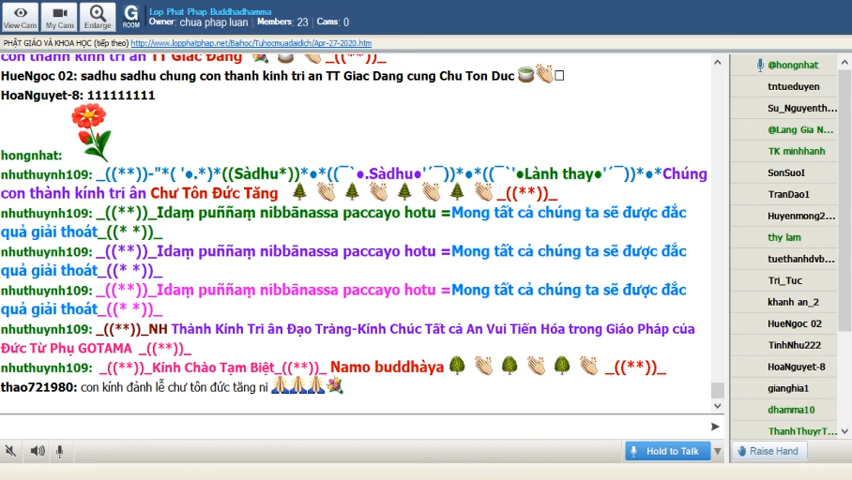 View Cam
My Cam
Enlarge
G
ROOM
Lop Phat Phap Buddhadhamma
Owner: chua phap luan Members: 23 Cams: 0
PHẬT GIÁO VÀ KHOA HỌC (tiếp theo) http://www.lopphatphap.net/Baihoc/Tuhocmuadaidich/Apr-27-2020.htm
con thành kính tri ân TT Giác Đẳng _((**))_
HueNgoc 02: sadhu sadhu chung con thanh kinh tri an TT Giac Dang cung Chu Ton Duc
HoaNguyet-8: 111111111
hongnhat:
nhuthuynh109: _((**))-"*( '●.*)*((Sàdhu*))*●*((¯`●.Sàdhu●'´¯))*●*((¯`'●Lành thay●'´¯))*●*Chúng
con thành kính tri ân Chư Tôn Đức Tăng _((**))_
nhuthuynh109: _((**))_Idaṃ puññaṃ nibbānassa paccayo hotu =Mong tất cả chúng ta sẽ được đắc
quả giải thoát_((* *))_
nhuthuynh109: _((**))_Idaṃ puññaṃ nibbānassa paccayo hotu =Mong tất cả chúng ta sẽ được đắc
quả giải thoát_((* *))_
nhuthuynh109: _((**))_Idaṃ puññaṃ nibbānassa paccayo hotu =Mong tất cả chúng ta sẽ được đắc
quả giải thoát_((* *))_
nhuthuynh109: _((**))_NH Thành Kính Tri ân Đạo Tràng-Kính Chúc Tất cả An Vui Tiến Hóa trong Giáo Pháp của
Đức Từ Phụ GOTAMA _((**))_
nhuthuynh109: _((**))_Kính Chào Tạm Biệt_((**))_ Namo buddhàya _((**))_
thao721980: con kính đảnh lễ chư tôn đức tăng ni
@hongnhat
tntueduyen
Su_Nguyenth...
@Lang Gia N...
TK minhhanh
SonSuoI
TranDao1
Huyenmong2...
thy lam
tuethanhdvb...
Tri_Tuc
khanh an_2
HueNgoc 02
TinhNhu222
HoaNguyet-8
gianghia1
dhamma10
ThanhThuyrT...
Hold to Talk
Raise Hand